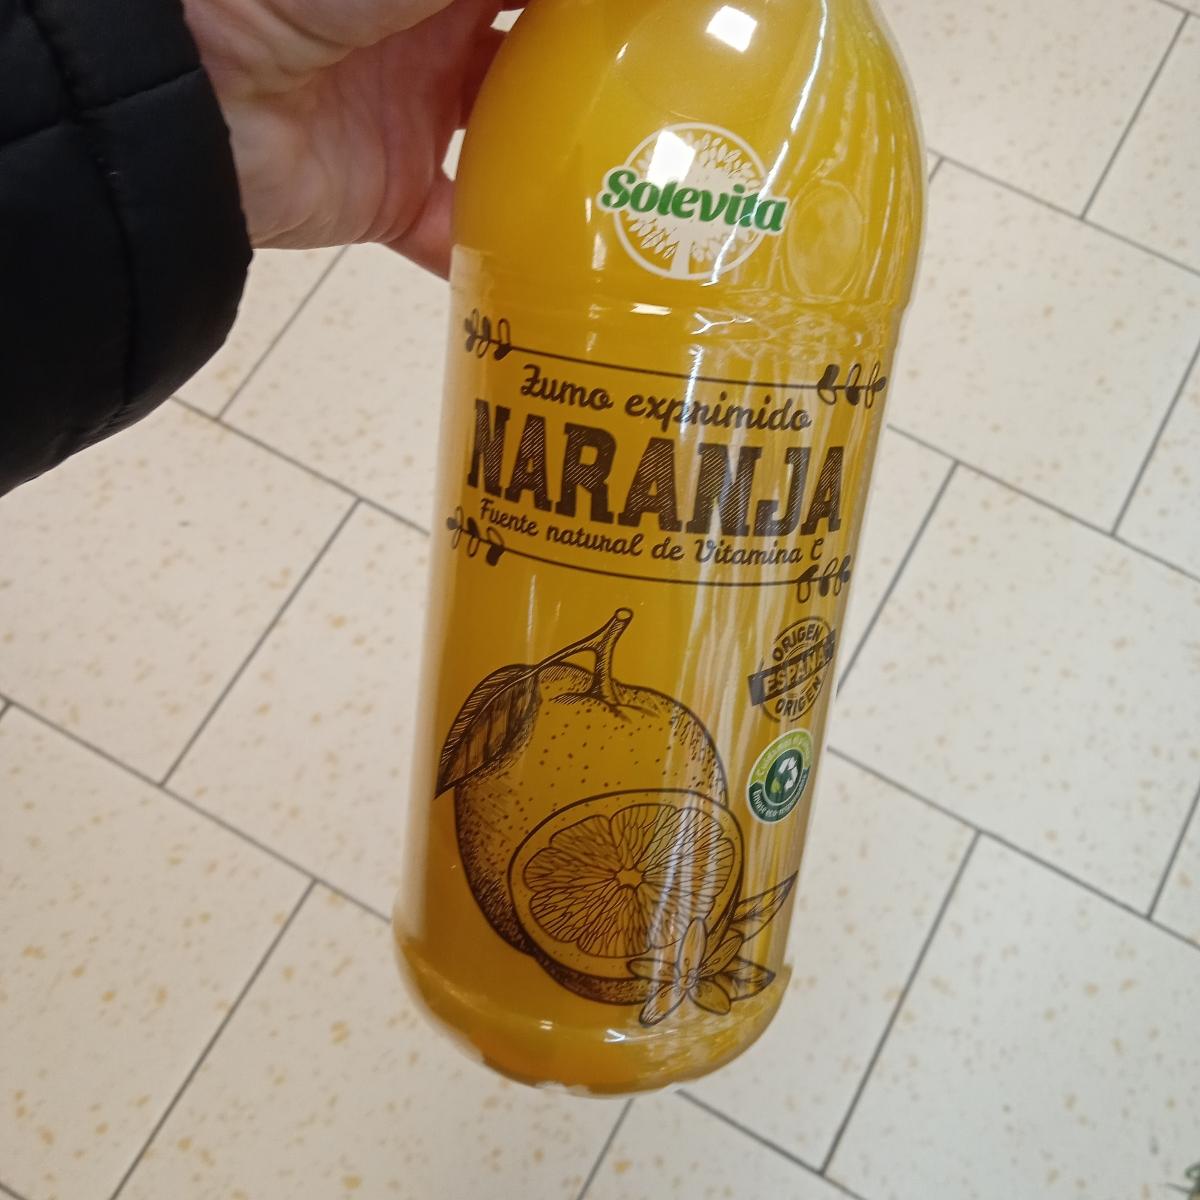 Solevita
Zumo exprimido
NARANJA
Fuente natural de Vitamina C
ORIGEN
ESPAÑA
ORIGEN